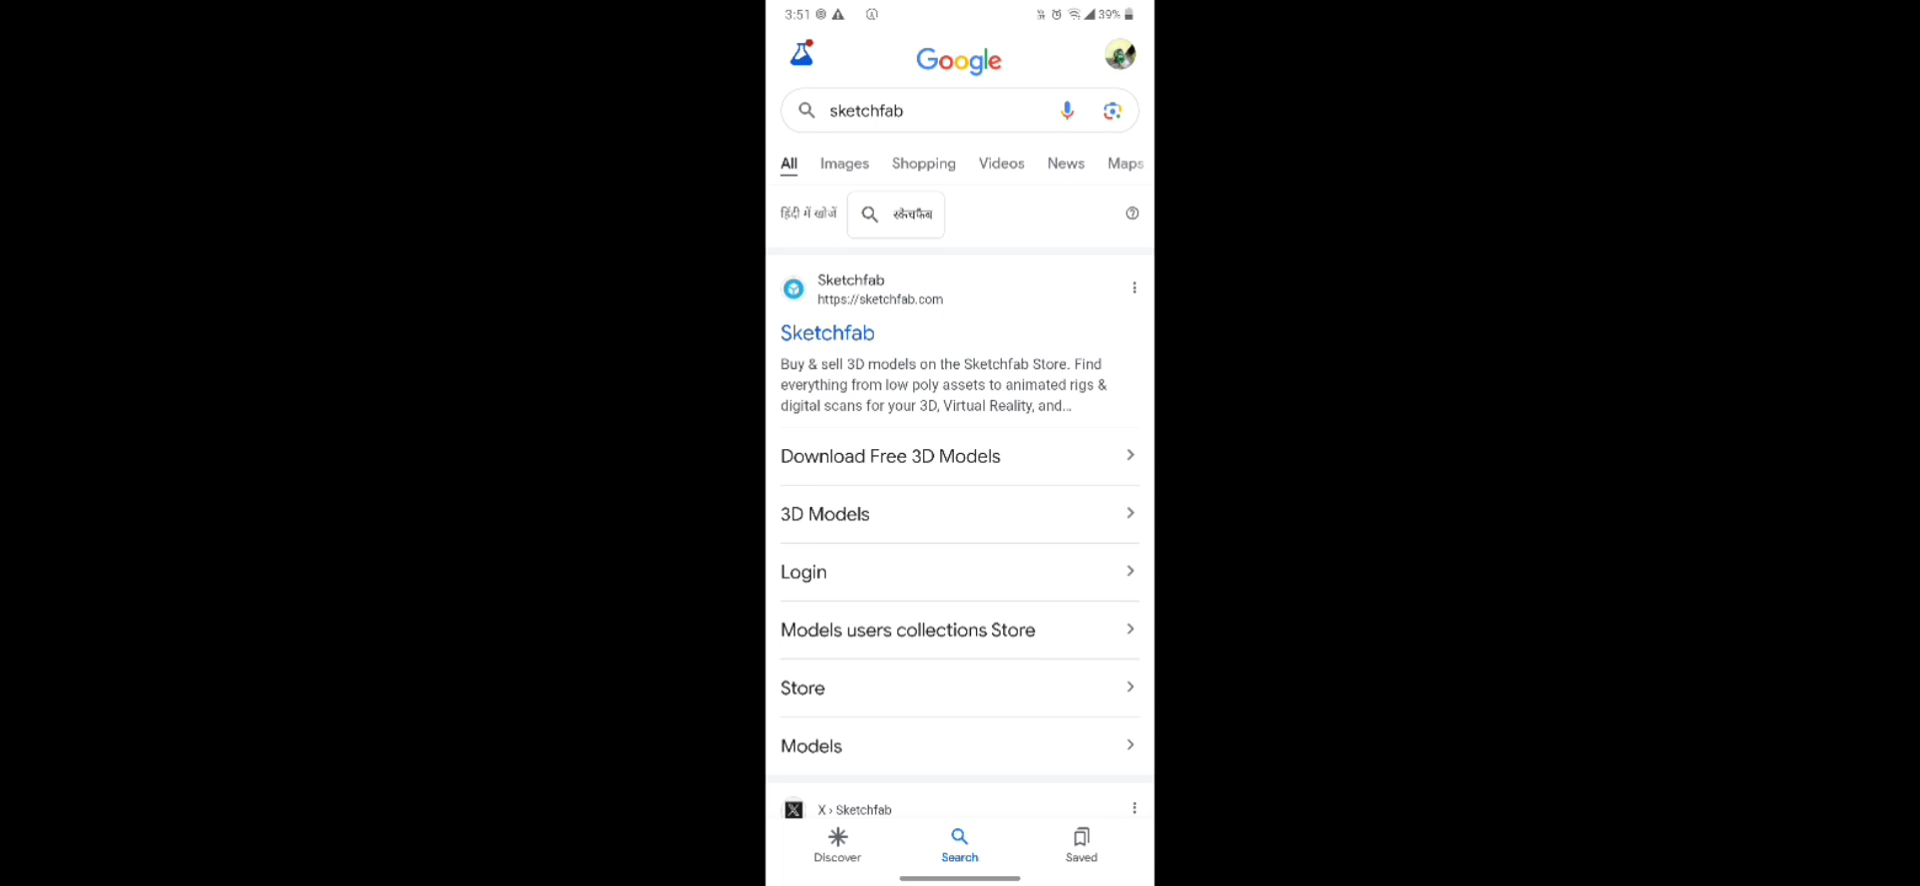 3:51
39%
Google
sketchfab
All Images Shopping Videos News Maps
हिंदी में खोजें
स्केचफैब
Sketchfab
https://sketchfab.com
Sketchfab
Buy & sell 3D models on the Sketchfab Store. Find
everything from low poly assets to animated rigs &
digital scans for your 3D, Virtual Reality, and...
Download Free 3D Models
3D Models
Login
Models users collections Store
Store
Models
X › Sketchfab
Discover Search Saved